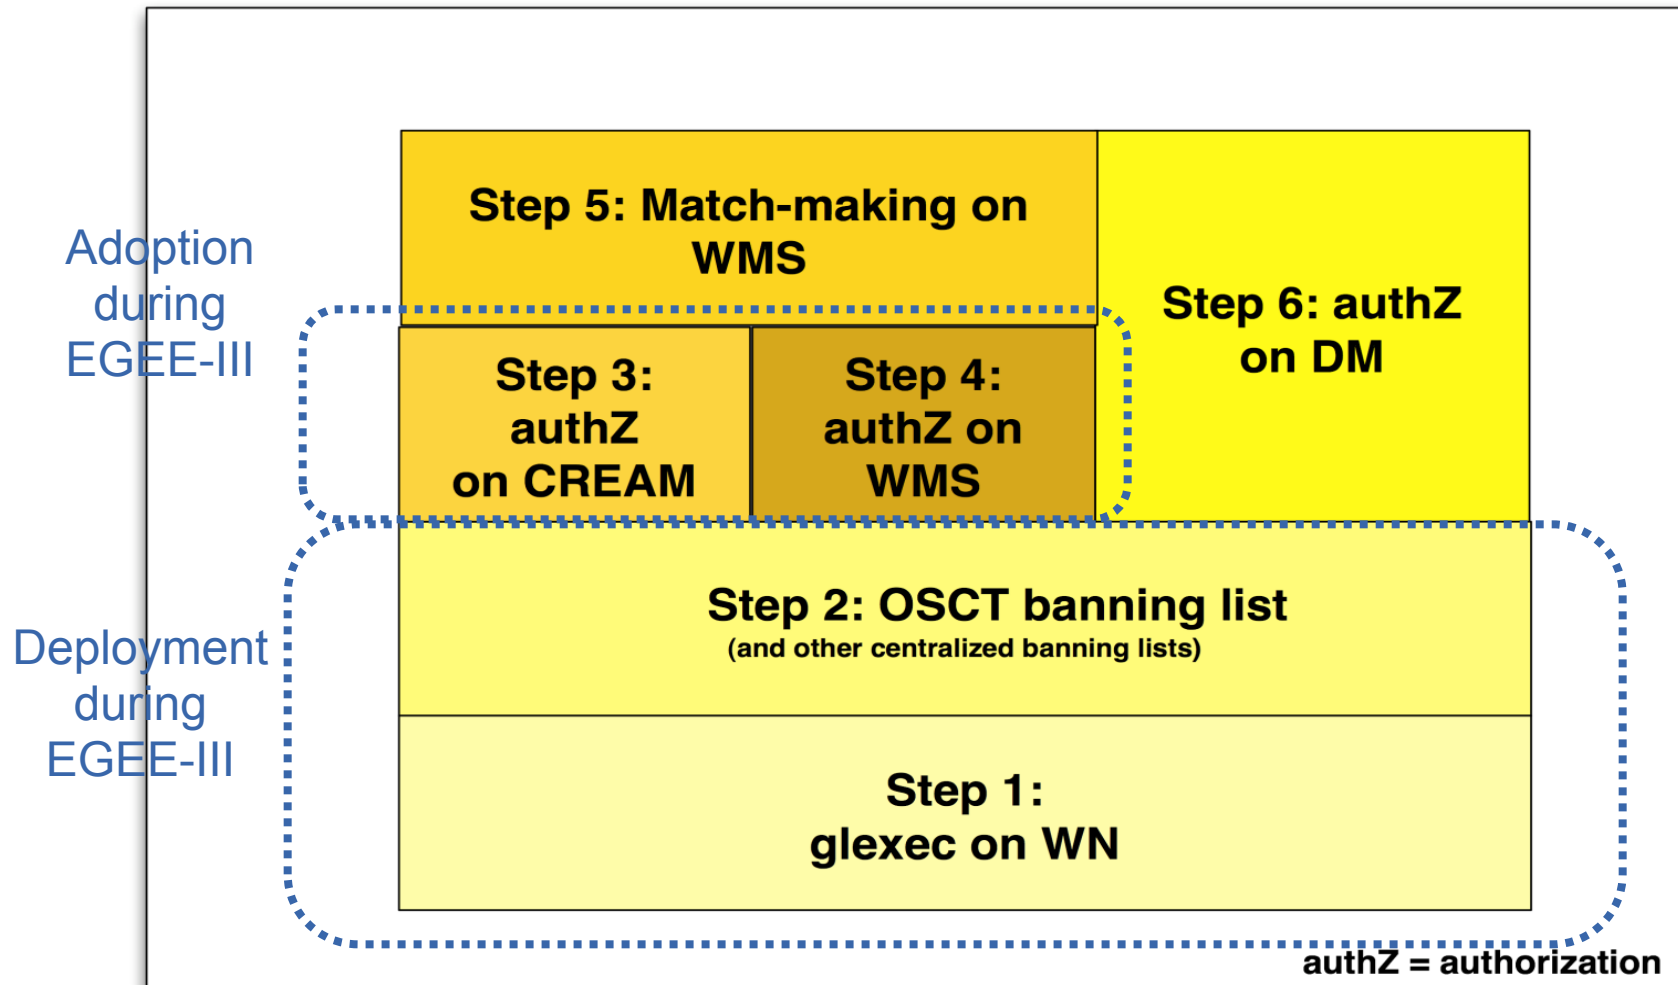 Adoption
during
EGEE-III
Step 5: Match-making on
WMS
Step 6: authZ
on DM
Step 3:
authZ
on CREAM
Step 4:
authZ on
WMS
Deployment
during
EGEE-III
Step 2: OSCT banning list
(and other centralized banning lists)
Step 1:
glexec on WN
authZ = authorization